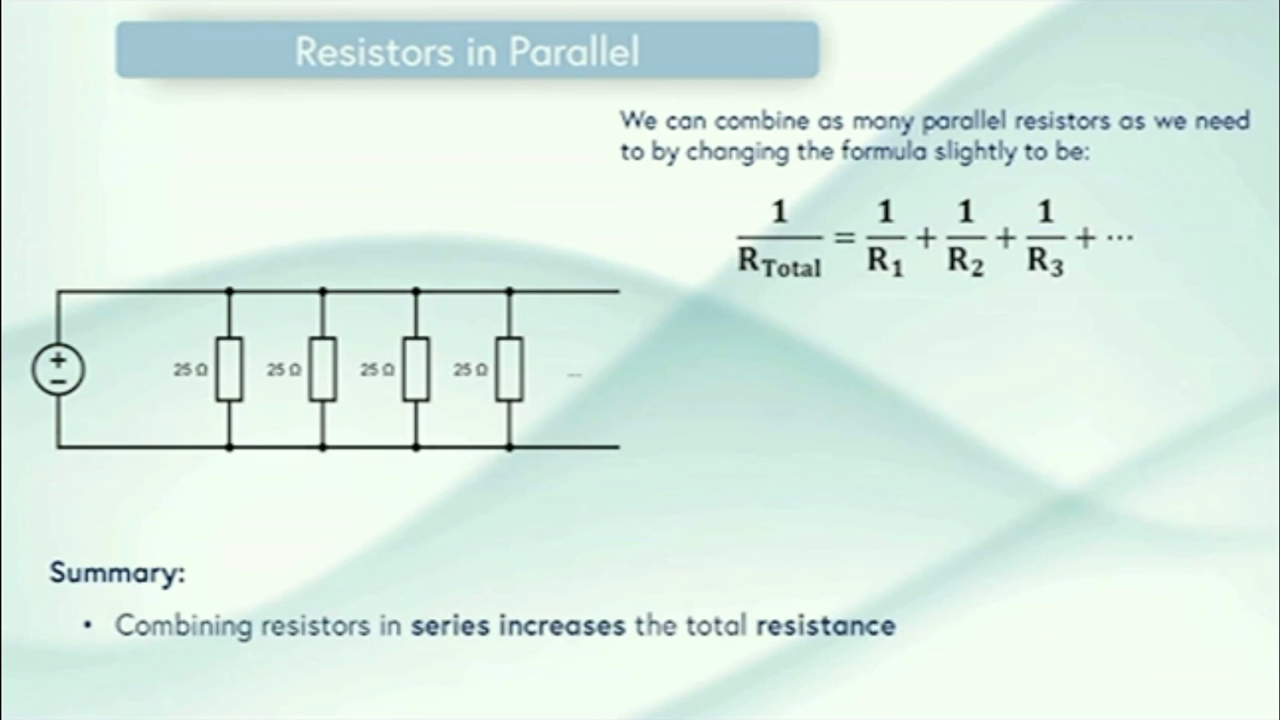 Resistors in Parallel
We can combine as many parallel resistors as we need
to by changing the formula slightly to be:
1/R_Total = 1/R_1 + 1/R_2 + 1/R_3 + ⋯
+
−
25 Ω 25 Ω 25 Ω 25 Ω ...
Summary:
• Combining resistors in series increases the total resistance